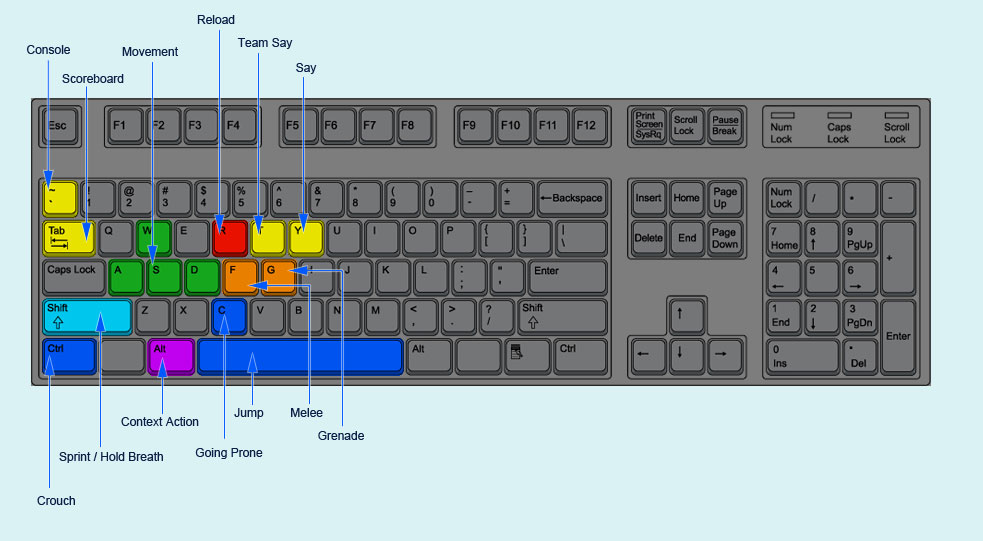 Reload
Console
Team Say
Movement
Say
Scoreboard
Esc F1 F2 F3 F4 F5 F6 F7 F8 F9 F10 F11 F12 Print Screen SysRq Scroll Lock Pause Break Num Lock Caps Lock Scroll Lock
~ ` ! 1 @ 2 # 3 $ 4 % 5 ^ 6 & 7 * 8 ( 9 ) 0 – - + = ←Backspace Insert Home Page Up Num Lock / * -
Tab Q W E R Y U I O P { [ } ] | \ Delete End Page Down 7 Home 8 ↑ 9 PgUp +
Caps Lock A S D F G J K L : ; " , Enter 4 ← 5 6 →
Shift Z X C V B N M < , > . ? / Shift ↑ 1 End 2 ↓ 3 PgDn Enter
Ctrl Alt Alt Ctrl ← ↓ → 0 Ins • Del
Jump
Melee
Context Action
Grenade
Going Prone
Sprint / Hold Breath
Crouch